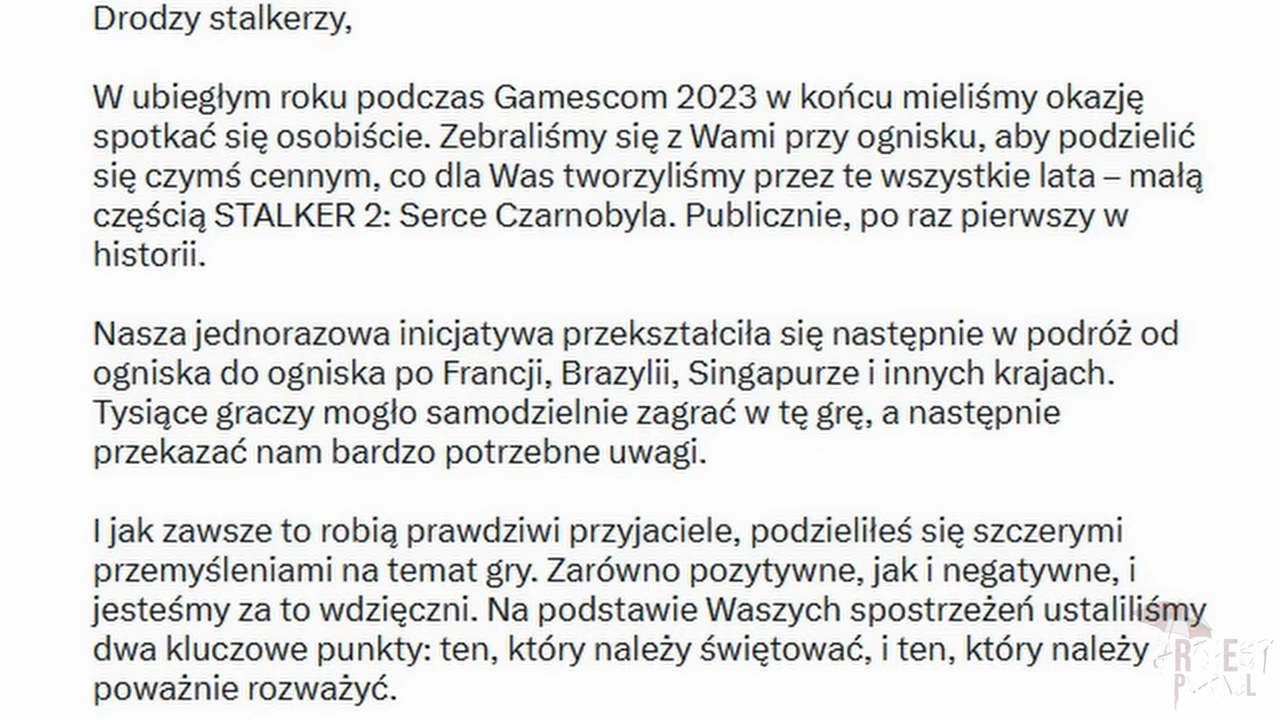 Drodzy stalkerzy,
W ubiegłym roku podczas Gamescom 2023 w końcu mieliśmy okazję
spotkać się osobiście. Zebraliśmy się z Wami przy ognisku, aby podzielić
się czymś cennym, co dla Was tworzyliśmy przez te wszystkie lata – małą
częścią STALKER 2: Serce Czarnobyla. Publicznie, po raz pierwszy w
historii.
Nasza jednorazowa inicjatywa przekształciła się następnie w podróż od
ogniska do ogniska po Francji, Brazylii, Singapurze i innych krajach.
Tysiące graczy mogło samodzielnie zagrać w tę grę, a następnie
przekazać nam bardzo potrzebne uwagi.
I jak zawsze to robią prawdziwi przyjaciele, podzieliłeś się szczerymi
przemyśleniami na temat gry. Zarówno pozytywne, jak i negatywne, i
jesteśmy za to wdzięczni. Na podstawie Waszych spostrzeżeń ustaliliśmy
dwa kluczowe punkty: ten, który należy świętować, i ten, który należy
poważnie rozważyć.